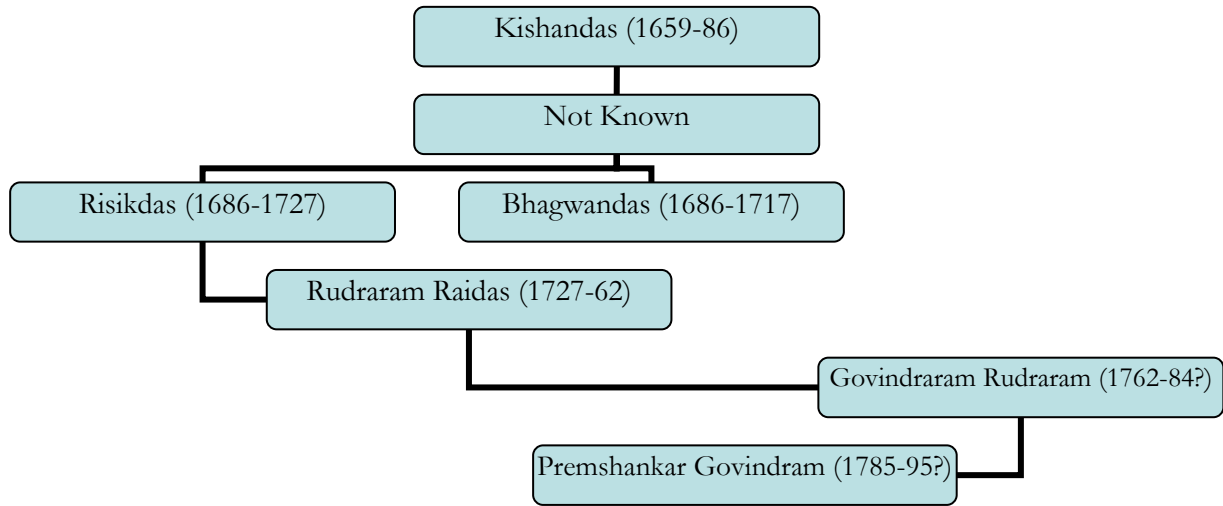 Kishandas (1659-86)
Not Known
Risikdas (1686-1727)
Bhagwandas (1686-1717)
Rudraram Raidas (1727-62)
Govindraram Rudraram (1762-84?)
Premshankar Govindram (1785-95?)